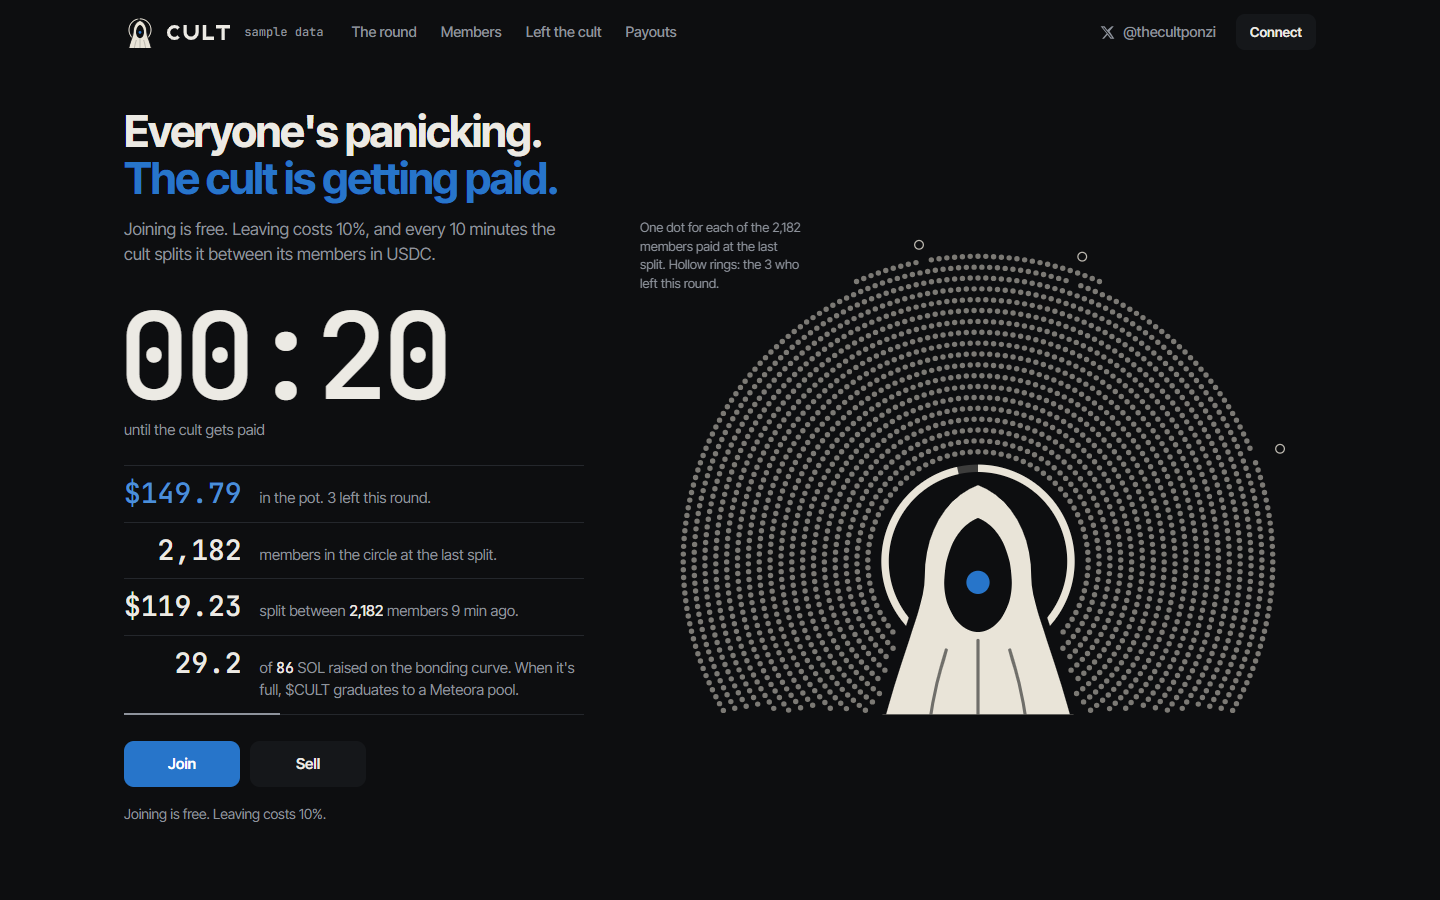 CULT
sample data
The round
Members
Left the cult
Payouts
@thecultponzi
Connect
Everyone's panicking.
The cult is getting paid.
Joining is free. Leaving costs 10%, and every 10 minutes the
cult splits it between its members in USDC.
00:20
until the cult gets paid
$149.79 in the pot. 3 left this round.
2,182 members in the circle at the last split.
$119.23 split between 2,182 members 9 min ago.
29.2 of 86 SOL raised on the bonding curve. When it's
full, $CULT graduates to a Meteora pool.
Join
Sell
Joining is free. Leaving costs 10%.
One dot for each of the 2,182
members paid at the last
split. Hollow rings: the 3 who
left this round.